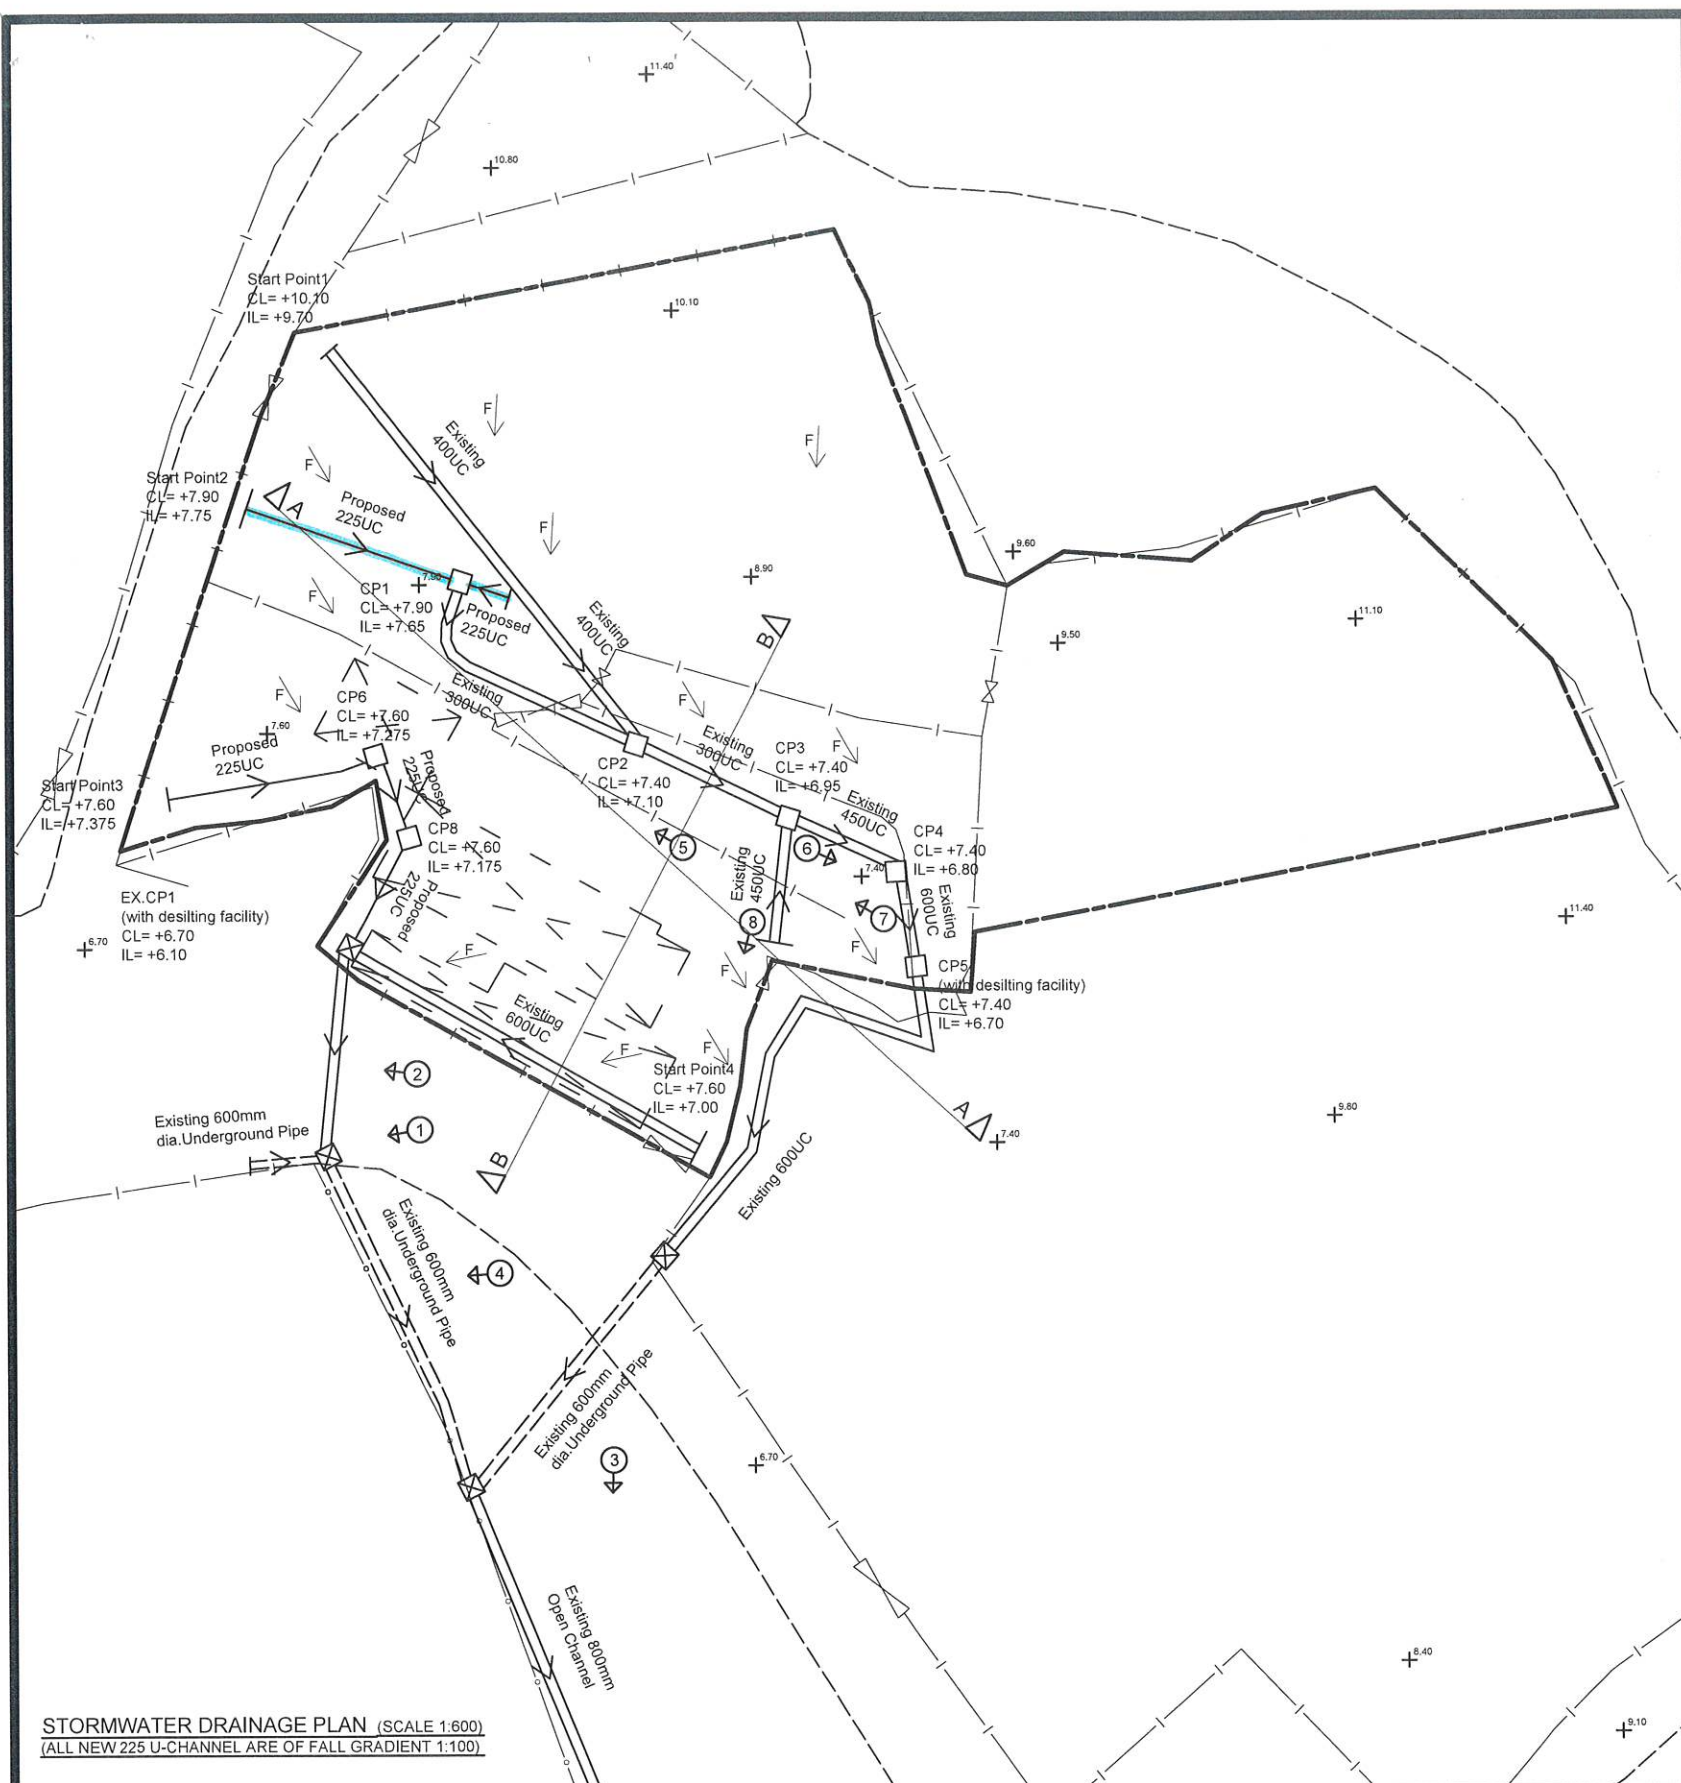 11.40
10.80
Start Point1
CL= +10.10
IL= +9.70
10.10
F
Existing
400UC
F
F
Start Point2
CL= +7.90
IL= +7.75
A
Proposed
225UC
F
9.60
7.90
8.90
CP1
CL= +7.90
IL= +7.65
F
Proposed
225UC
Existing
400UC
B
9.50
11.10
Existing
300UC
F
CP6
CL= +7.60
IL= +7.275
F
7.60
Proposed
225UC
Existing
300UC
CP3
CL= +7.40
IL= +6.95
F
CP2
CL= +7.40
IL= +7.10
Start Point3
CL= +7.60
IL= +7.375
Proposed
225UC
Existing
450UC
CP8
CL= +7.60
IL= +7.175
5
6
CP4
CL= +7.40
IL= +6.80
7.40
Existing
450UC
EX.CP1
(with desilting facility)
CL= +6.70
IL= +6.10
6.70
Proposed
225UC
8
7
Existing
600UC
11.40
F
F
F
CP5
(with desilting facility)
CL= +7.40
IL= +6.70
Existing
600UC
F
F
Start Point4
CL= +7.60
IL= +7.00
2
1
A
7.40
9.80
Existing 600mm
dia.Underground Pipe
B
Existing 600UC
Existing 600mm
dia.Underground Pipe
4
Existing 600mm
dia.Underground Pipe
3
6.70
Existing 800mm
Open Channel
8.40
9.10
STORMWATER DRAINAGE PLAN (SCALE 1:600)
(ALL NEW 225 U-CHANNEL ARE OF FALL GRADIENT 1:100)